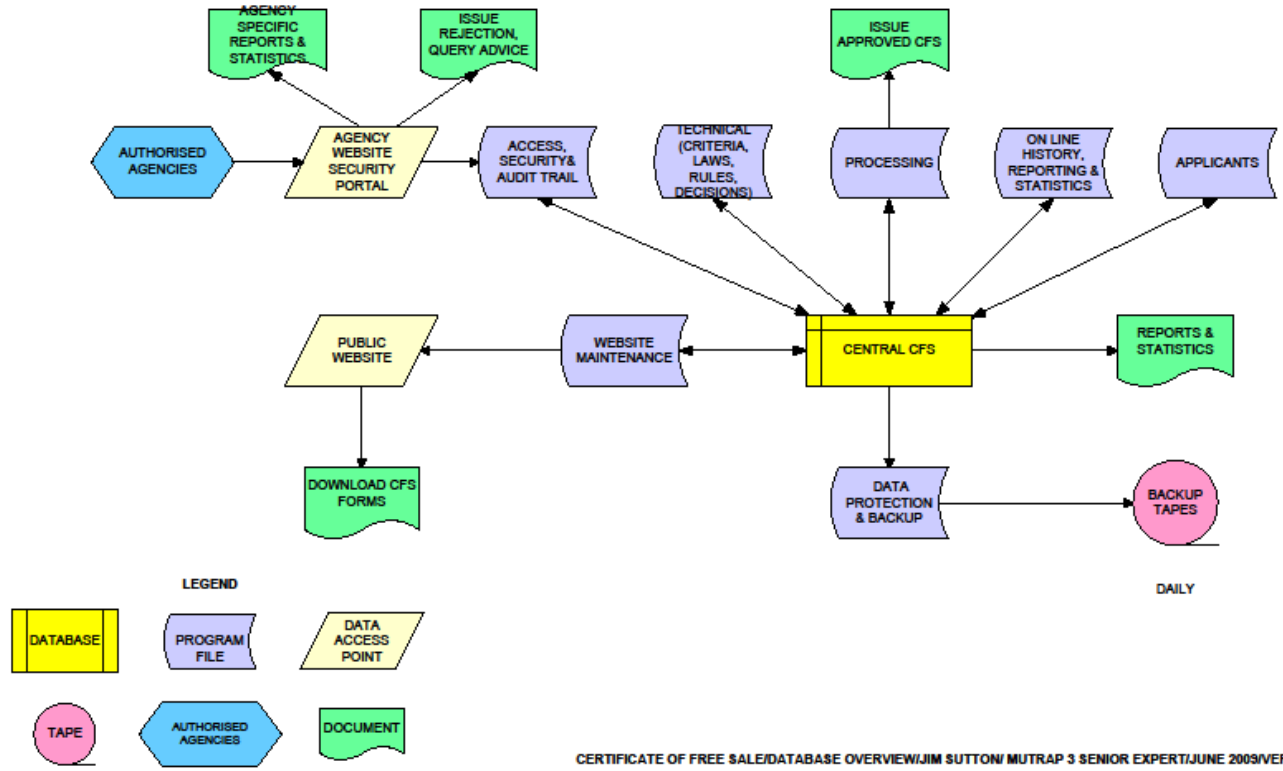 AGENCY
SPECIFIC
REPORTS &
STATISTICS
ISSUE
REJECTION,
QUERY ADVICE
ISSUE
APPROVED CFS
AUTHORISED
AGENCIES
AGENCY
WEBSITE
SECURITY
PORTAL
ACCESS,
SECURITY&
AUDIT TRAIL
TECHNICAL
(CRITERIA,
LAWS,
RULES,
DECISIONS)
PROCESSING
ON LINE
HISTORY,
REPORTING &
STATISTICS
APPLICANTS
PUBLIC
WEBSITE
WEBSITE
MAINTENANCE
CENTRAL CFS
REPORTS &
STATISTICS
DOWNLOAD CFS
FORMS
DATA
PROTECTION
& BACKUP
BACKUP
TAPES
DAILY
LEGEND
DATABASE
PROGRAM
FILE
DATA
ACCESS
POINT
TAPE
AUTHORISED
AGENCIES
DOCUMENT
CERTIFICATE OF FREE SALE/DATABASE OVERVIEW/JIM SUTTON/ MUTRAP 3 SENIOR EXPERT/JUNE 2009/